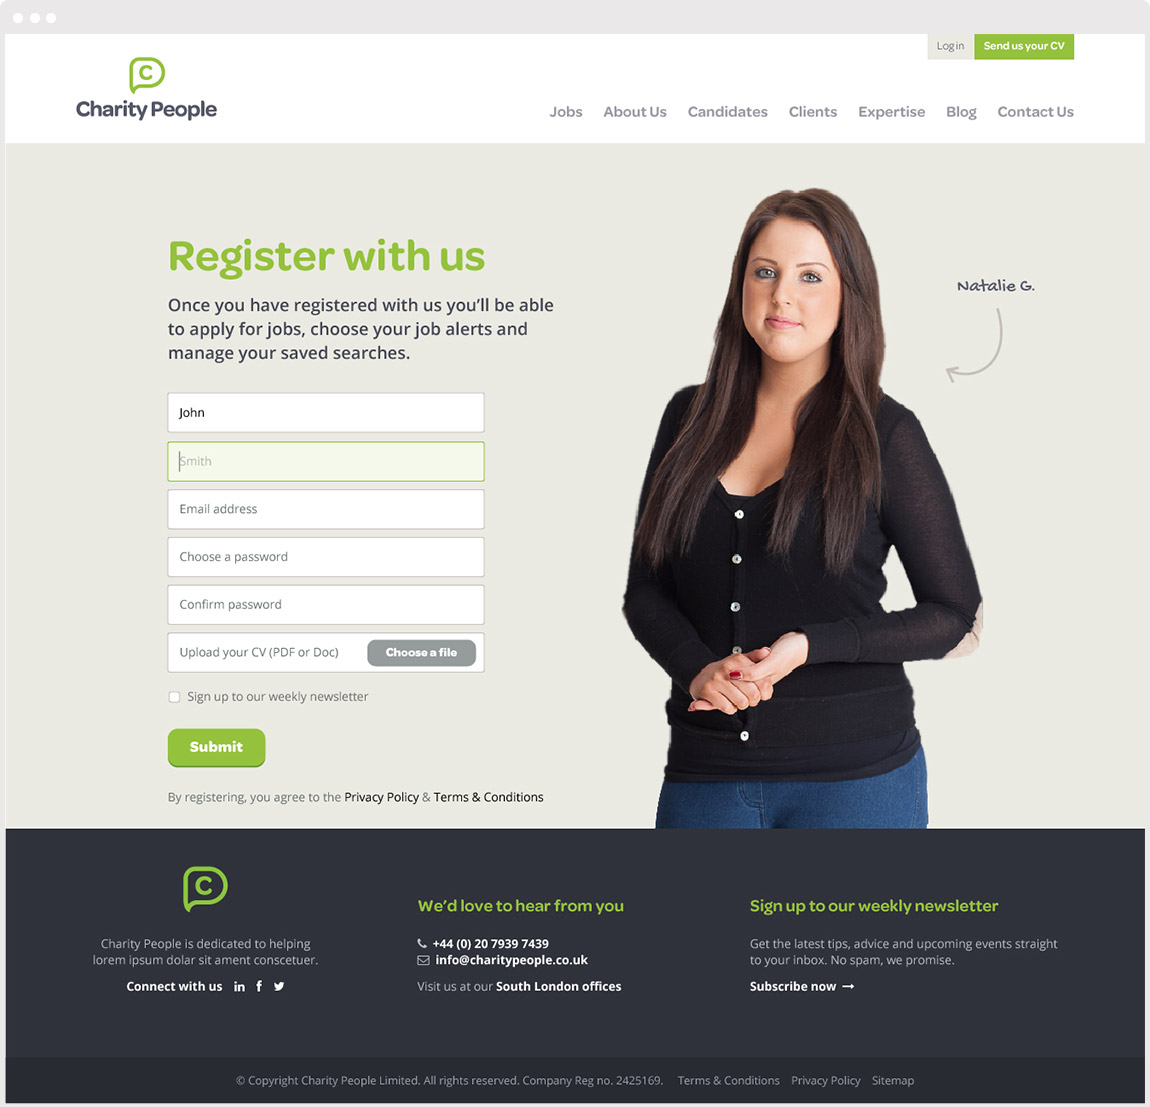 Log in
Send us your CV
C
Charity People
Jobs
About Us
Candidates
Clients
Expertise
Blog
Contact Us
Register with us
Once you have registered with us you'll be able
to apply for jobs, choose your job alerts and
manage your saved searches.
Natalie G.
John
Smith
Email address
Choose a password
Confirm password
Upload your CV (PDF or Doc)
Choose a file
Sign up to our weekly newsletter
Submit
By registering, you agree to the Privacy Policy & Terms & Conditions
C
Charity People is dedicated to helping
lorem ipsum dolar sit ament conscetuer.
Connect with us in f
We'd love to hear from you
+44 (0) 20 7939 7439
info@charitypeople.co.uk
Visit us at our South London offices
Sign up to our weekly newsletter
Get the latest tips, advice and upcoming events straight
to your inbox. No spam, we promise.
Subscribe now →
© Copyright Charity People Limited. All rights reserved. Company Reg no. 2425169. Terms & Conditions Privacy Policy Sitemap